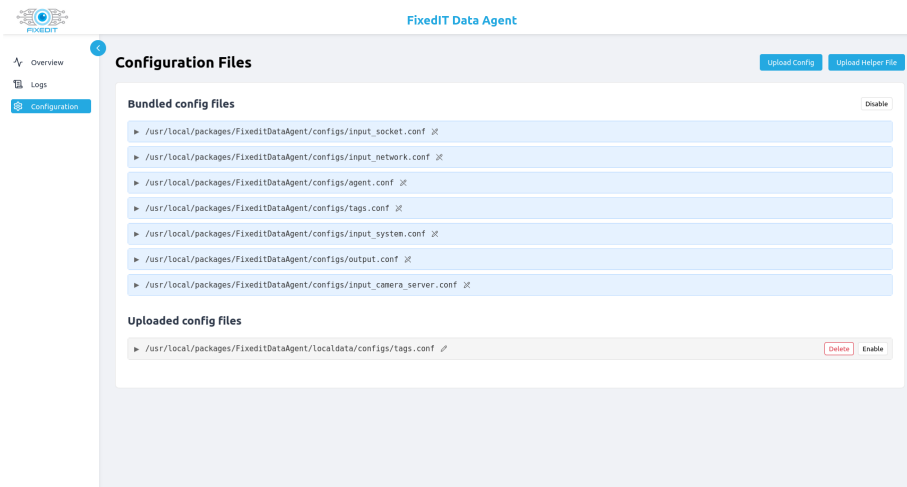 FIXEDIT
FixedIT Data Agent
Overview
Logs
Configuration
Configuration Files
Upload Config
Upload Helper File
Bundled config files
Disable
/usr/local/packages/FixeditDataAgent/configs/input_socket.conf
/usr/local/packages/FixeditDataAgent/configs/input_network.conf
/usr/local/packages/FixeditDataAgent/configs/agent.conf
/usr/local/packages/FixeditDataAgent/configs/tags.conf
/usr/local/packages/FixeditDataAgent/configs/input_system.conf
/usr/local/packages/FixeditDataAgent/configs/output.conf
/usr/local/packages/FixeditDataAgent/configs/input_camera_server.conf
Uploaded config files
/usr/local/packages/FixeditDataAgent/localdata/configs/tags.conf
Delete
Enable